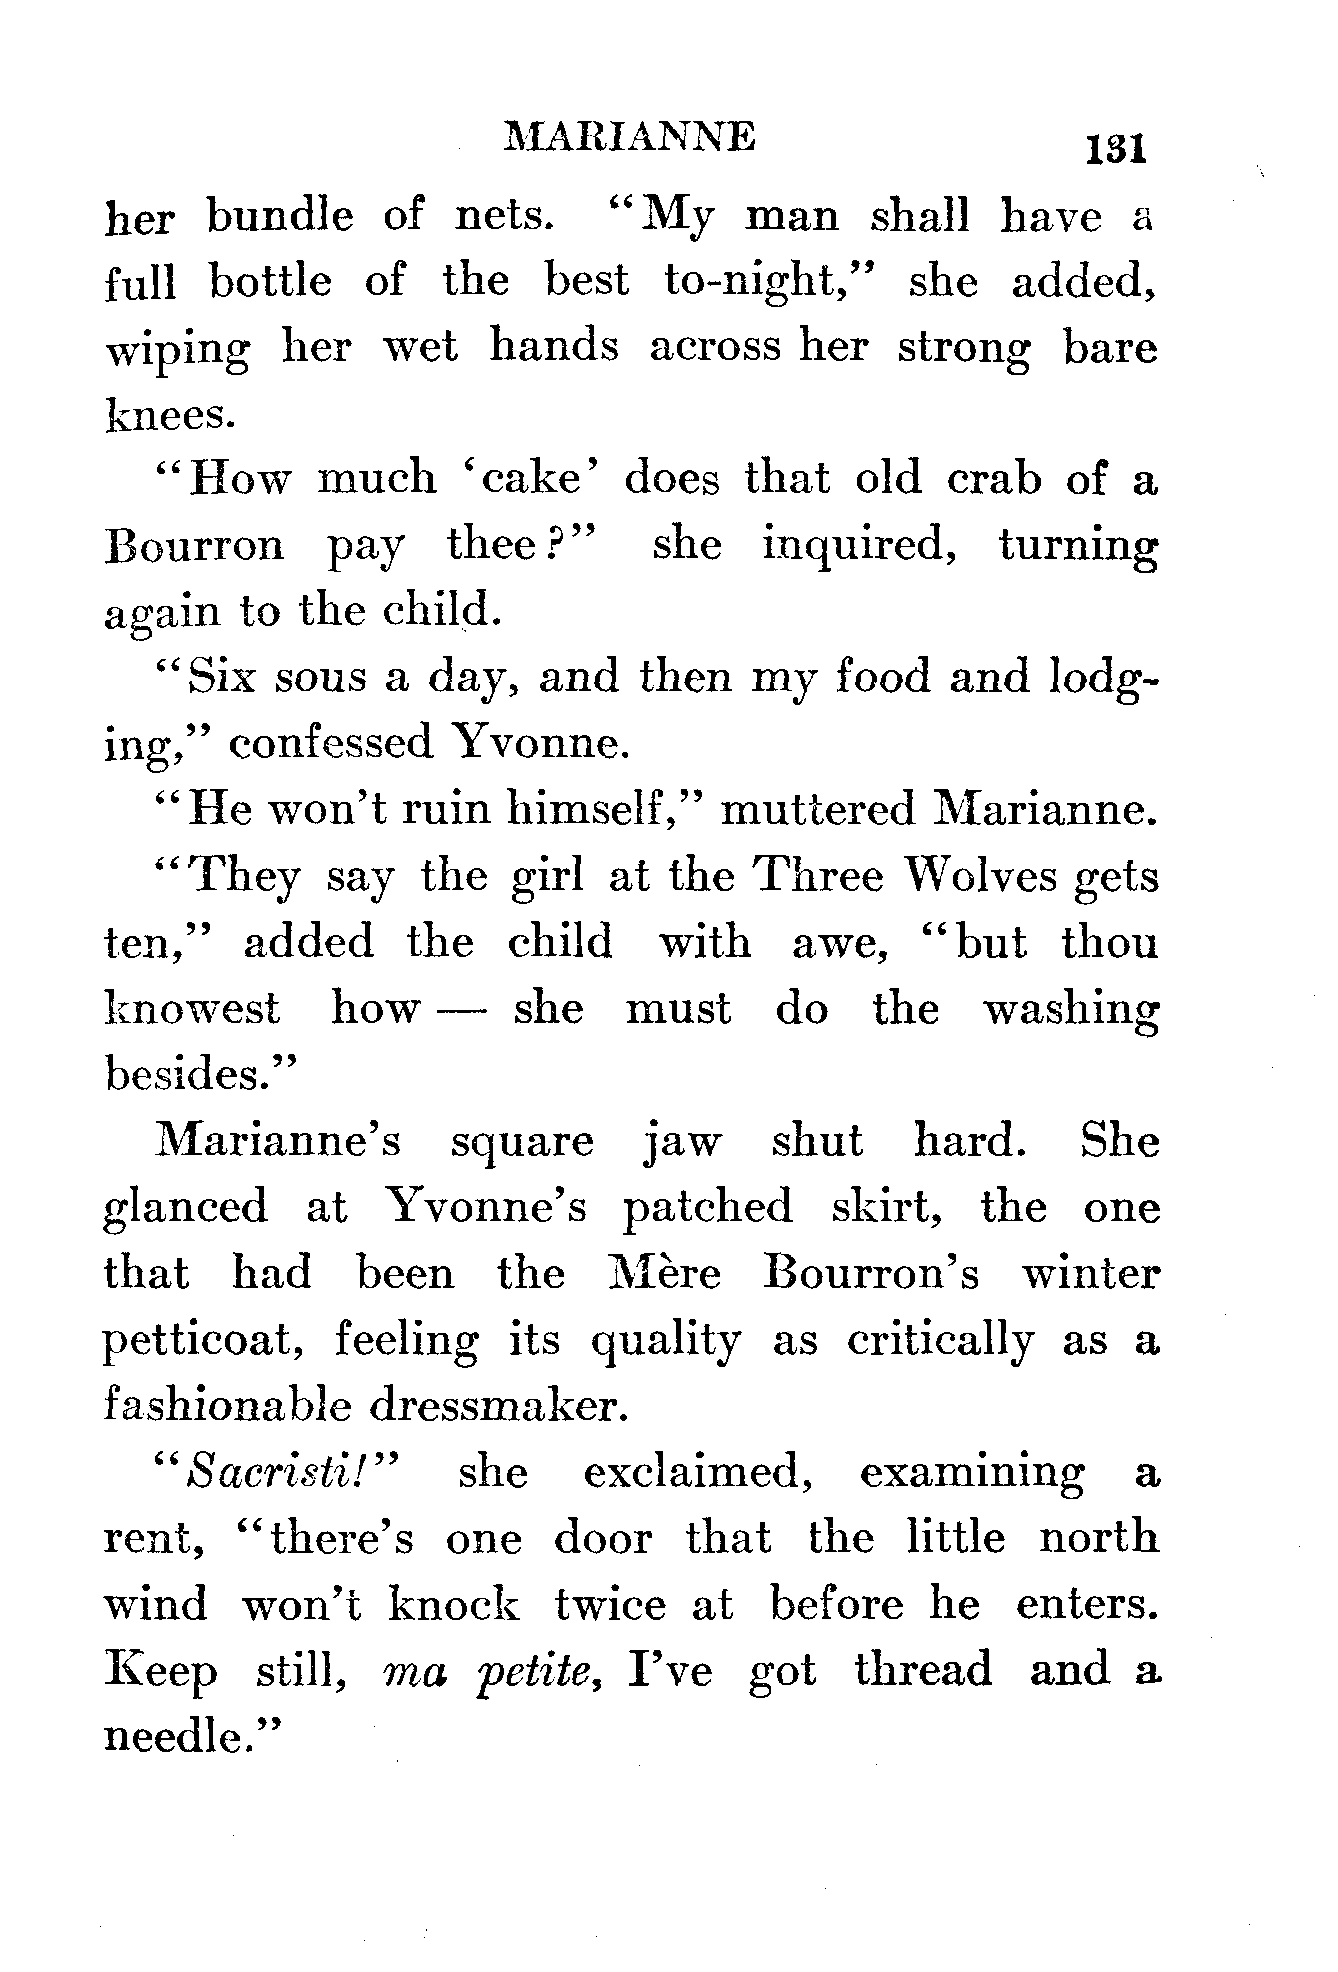 MARIANNE 131
her bundle of nets. “My man shall have a
full bottle of the best to-night,” she added,
wiping her wet hands across her strong bare
knees.
“How much ‘cake’ does that old crab of a
Bourron pay thee?” she inquired, turning
again to the child.
“Six sous a day, and then my food and lodg-
ing,” confessed Yvonne.
“He won’t ruin himself,” muttered Marianne.
“They say the girl at the Three Wolves gets
ten,” added the child with awe, “but thou
knowest how — she must do the washing
besides.”
Marianne’s square jaw shut hard. She
glanced at Yvonne’s patched skirt, the one
that had been the Mère Bourron’s winter
petticoat, feeling its quality as critically as a
fashionable dressmaker.
“Sacristi!” she exclaimed, examining a
rent, “there’s one door that the little north
wind won’t knock twice at before he enters.
Keep still, ma petite, I’ve got thread and a
needle.”